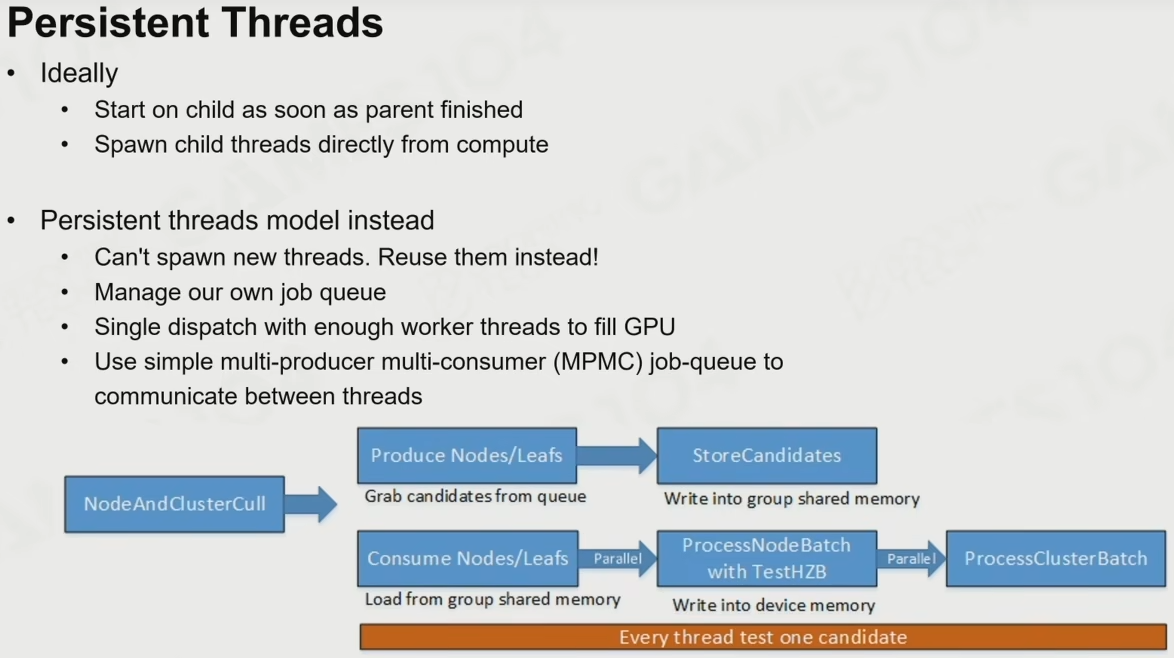 Persistent Threads
• Ideally
• Start on child as soon as parent finished
• Spawn child threads directly from compute
• Persistent threads model instead
• Can't spawn new threads. Reuse them instead!
• Manage our own job queue
• Single dispatch with enough worker threads to fill GPU
• Use simple multi-producer multi-consumer (MPMC) job-queue to
communicate between threads
NodeAndClusterCull
Produce Nodes/Leafs
StoreCandidates
Grab candidates from queue
Write into group shared memory
Consume Nodes/Leafs
Parallel
ProcessNodeBatch
with TestHZB
Parallel
ProcessClusterBatch
Load from group shared memory
Write into device memory
Every thread test one candidate
GAMES104
GAMES104